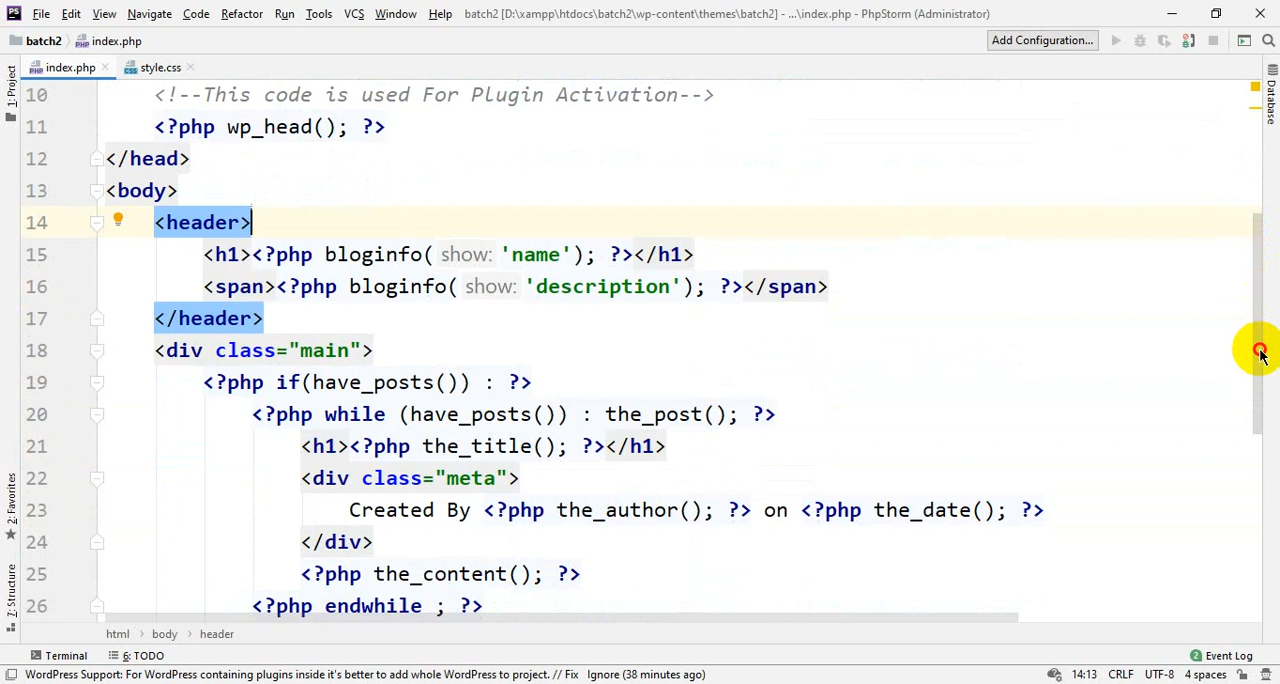 PS File Edit View Navigate Code Refactor Run Tools VCS Window Help batch2 [D:\xampp\htdocs\batch2\wp-content\themes\batch2] - ...\index.php - PhpStorm (Administrator)
batch2 index.php Add Configuration...
index.php style.css
1: Project
Database
10 <!--This code is used For Plugin Activation-->
11 <?php wp_head(); ?>
12 </head>
13 <body>
14 <header>
15 <h1><?php bloginfo( show: 'name'); ?></h1>
16 <span><?php bloginfo( show: 'description'); ?></span>
17 </header>
18 <div class="main">
19 <?php if(have_posts()) : ?>
20 <?php while (have_posts()) : the_post(); ?>
21 <h1><?php the_title(); ?></h1>
22 <div class="meta">
23 Created By <?php the_author(); ?> on <?php the_date(); ?>
24 </div>
25 <?php the_content(); ?>
26 <?php endwhile ; ?>
2: Favorites
Z: Structure
html body header
Terminal 6: TODO 2 Event Log
WordPress Support: For WordPress containing plugins inside it's better to add whole WordPress to project. // Fix Ignore (38 minutes ago) 14:13 CRLF UTF-8 4 spaces